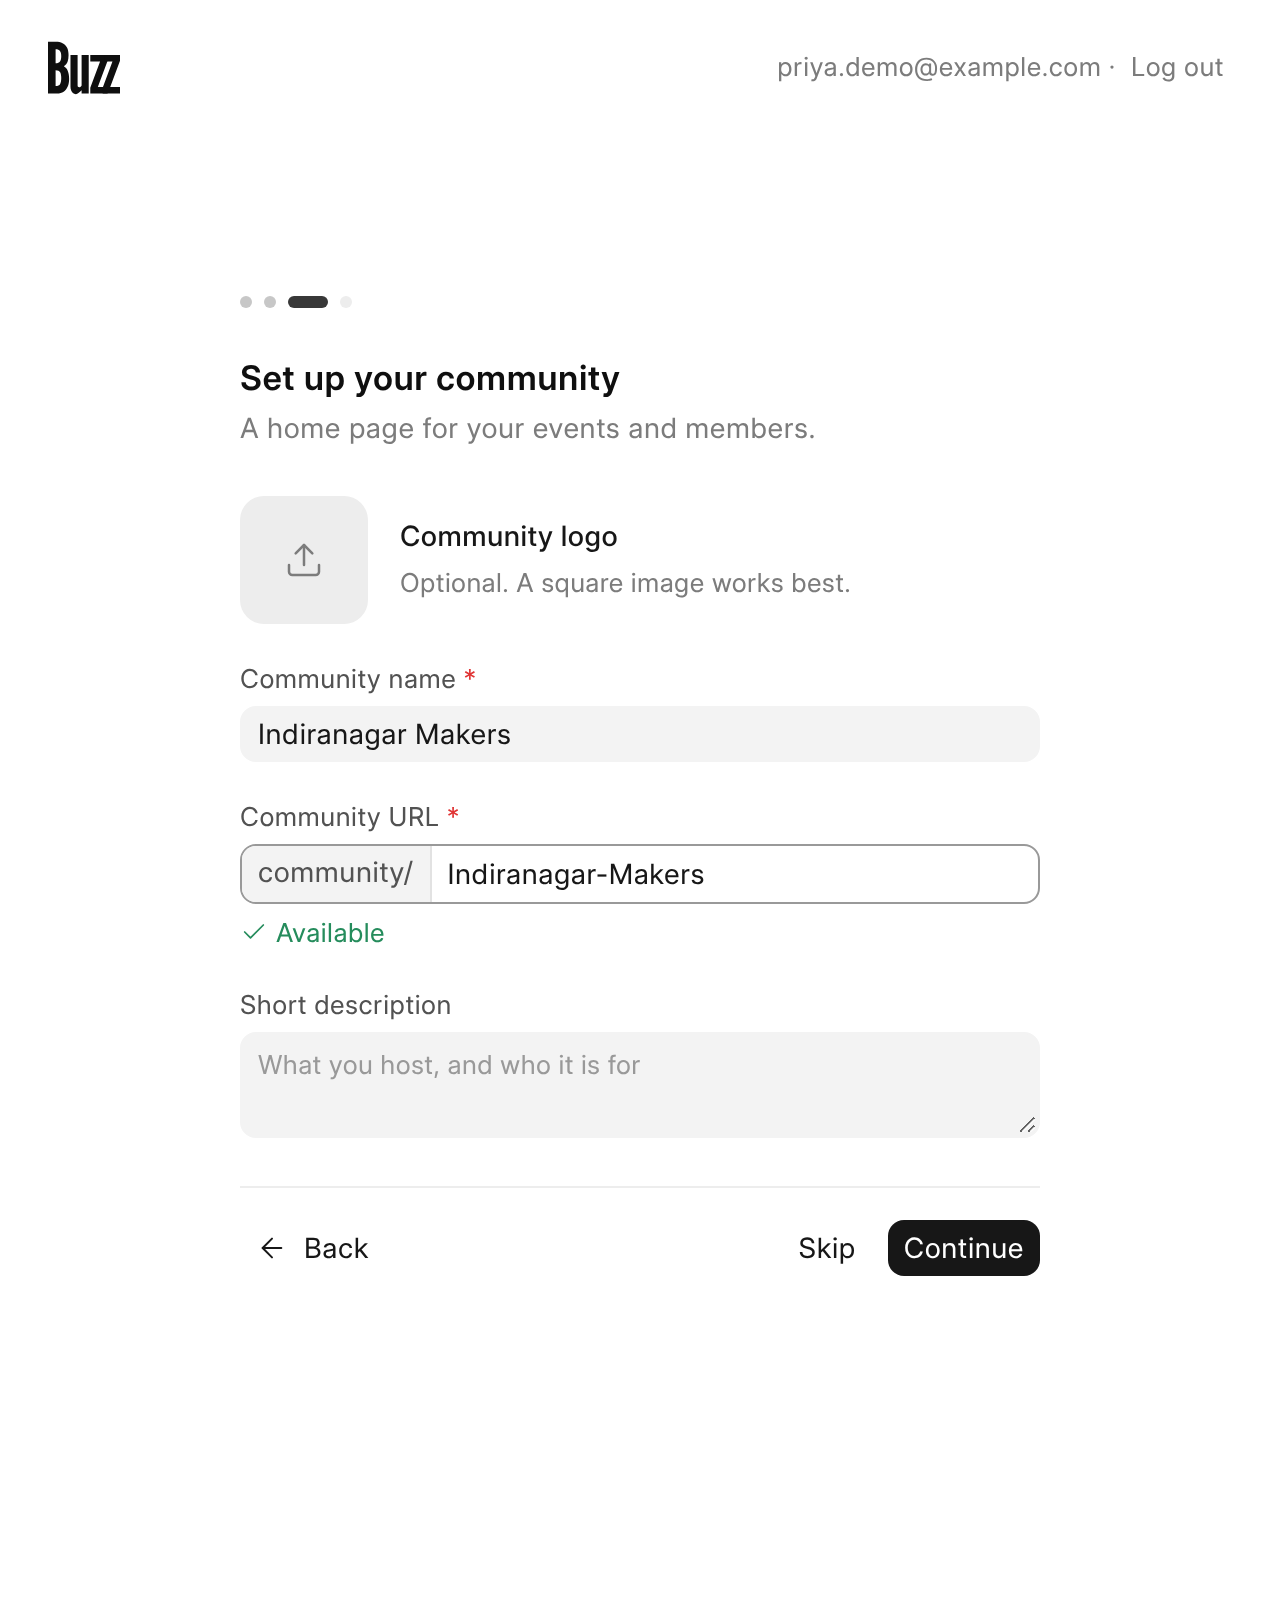 Buzz
priya.demo@example.com · Log out
Set up your community
A home page for your events and members.
Community logo
Optional. A square image works best.
Community name *
Indiranagar Makers
Community URL *
community/ Indiranagar-Makers
Available
Short description
What you host, and who it is for
Back Skip Continue